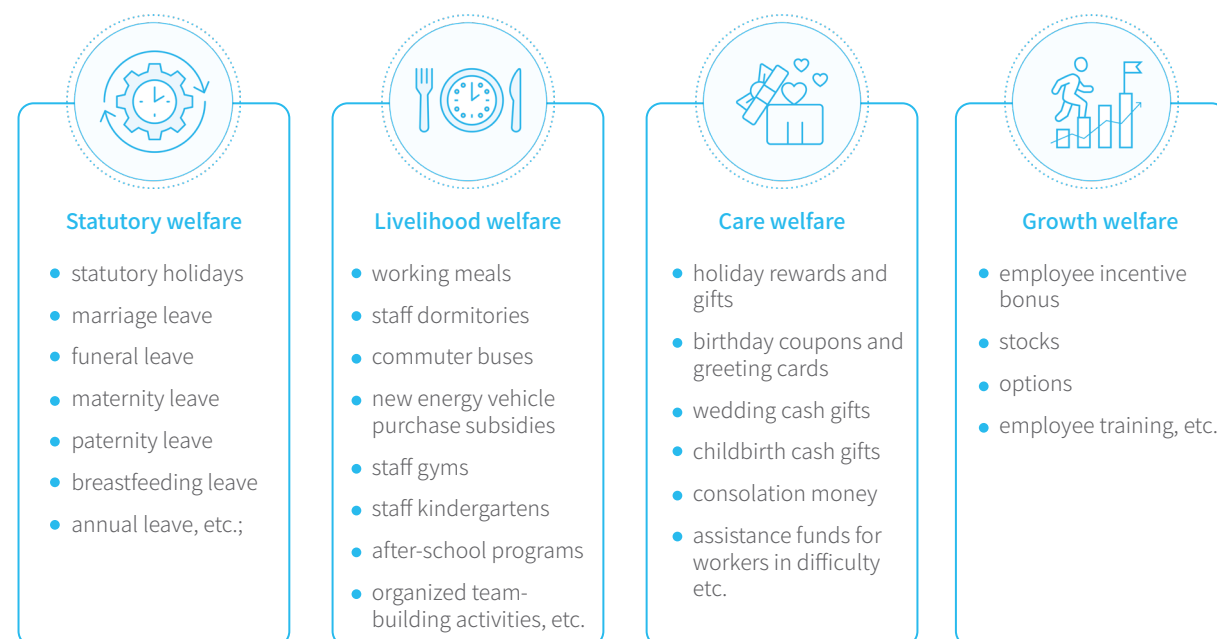 Statutory welfare
statutory holidays
marriage leave
funeral leave
maternity leave
paternity leave
breastfeeding leave
annual leave, etc.;
Livelihood welfare
working meals
staff dormitories
commuter buses
new energy vehicle
purchase subsidies
staff gyms
staff kindergartens
after-school programs
organized team-
building activities, etc.
Care welfare
holiday rewards and
gifts
birthday coupons and
greeting cards
wedding cash gifts
childbirth cash gifts
consolation money
assistance funds for
workers in difficulty
etc.
Growth welfare
employee incentive
bonus
stocks
options
employee training, etc.